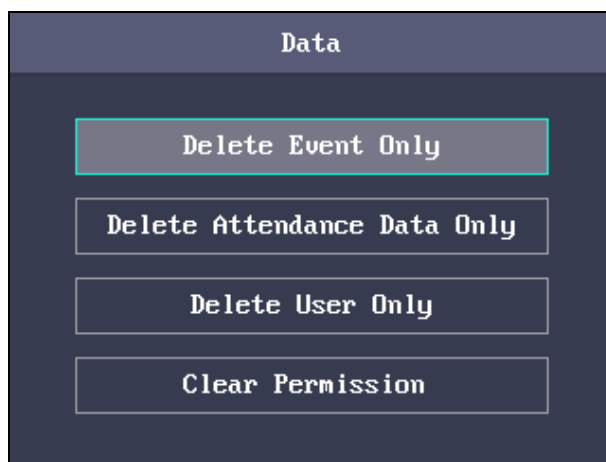 Data
Delete Event Only
Delete Attendance Data Only
Delete User Only
Clear Permission